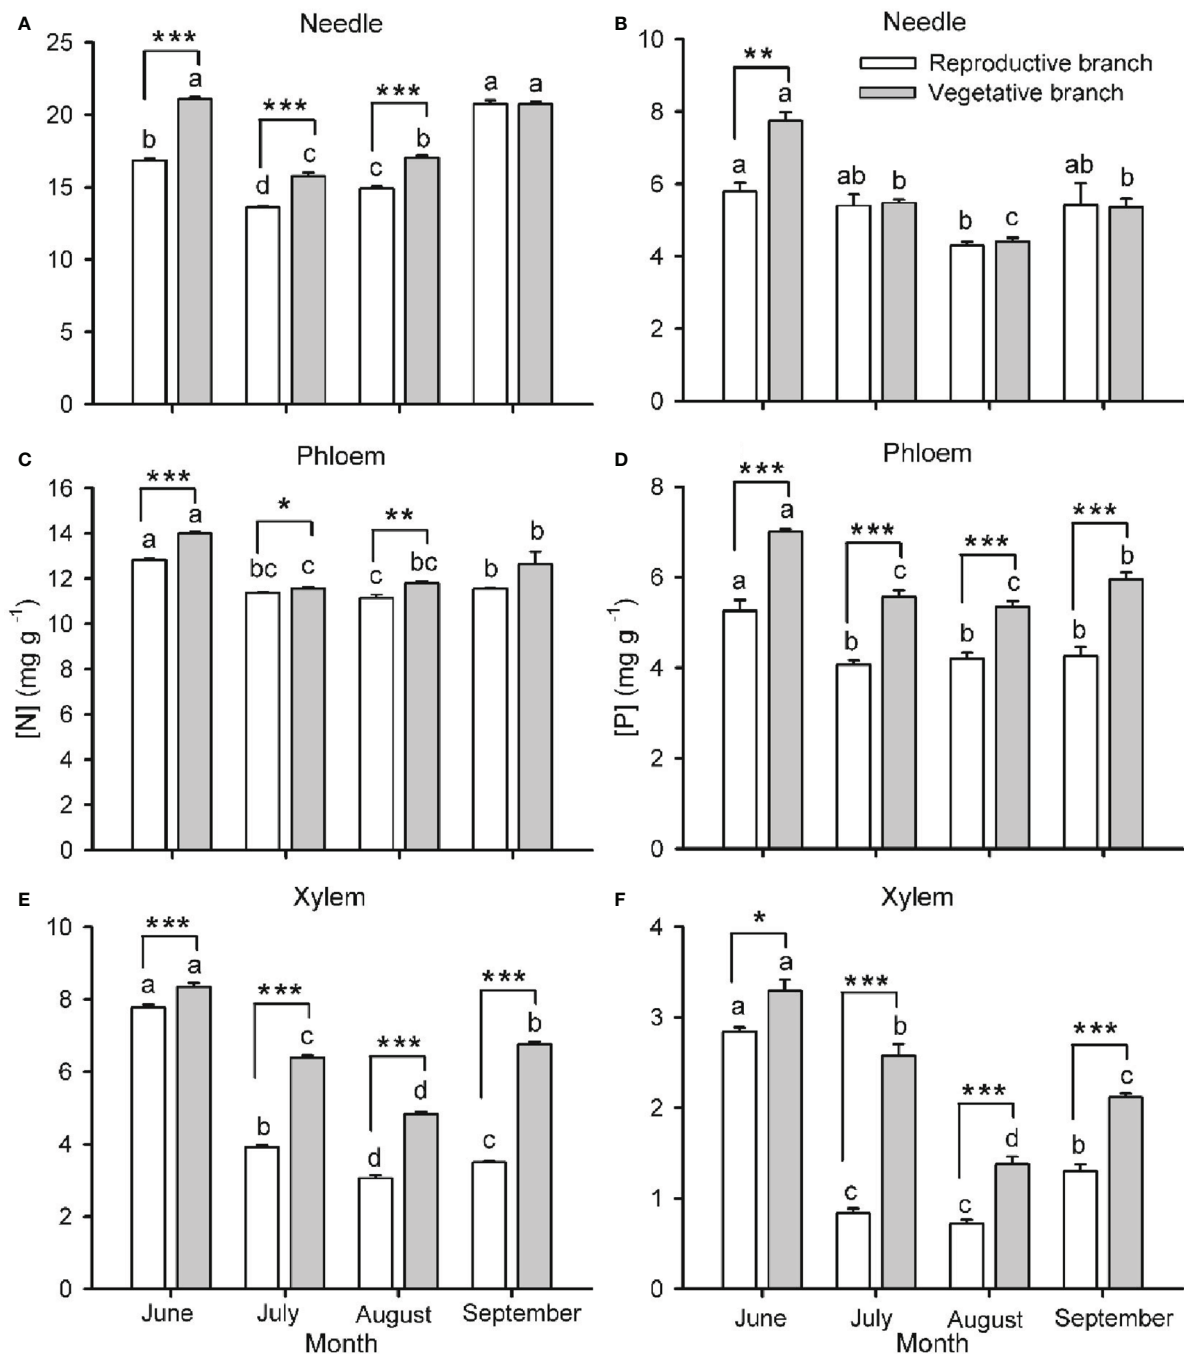 A
Needle
25
20
15
10
5
0
***
***
***
b
a
d
c
c
b
a
a
B
Needle
10
8
6
4
2
0
Reproductive branch
Vegetative branch
**
a
a
ab
b
b
c
ab
b
C
Phloem
16
14
12
10
8
6
4
2
0
***
*
**
a
a
bc
c
c
bc
b
b
[N] (mg g -1)
D
Phloem
8
6
4
2
0
***
***
***
***
a
a
b
c
b
c
b
b
[P] (mg g -1)
E
Xylem
10
8
6
4
2
0
***
***
***
***
a
a
b
c
d
d
c
b
June
July
August
September
Month
F
Xylem
4
3
2
1
0
*
***
***
***
a
a
c
b
c
d
b
c
June
July
August
September
Month